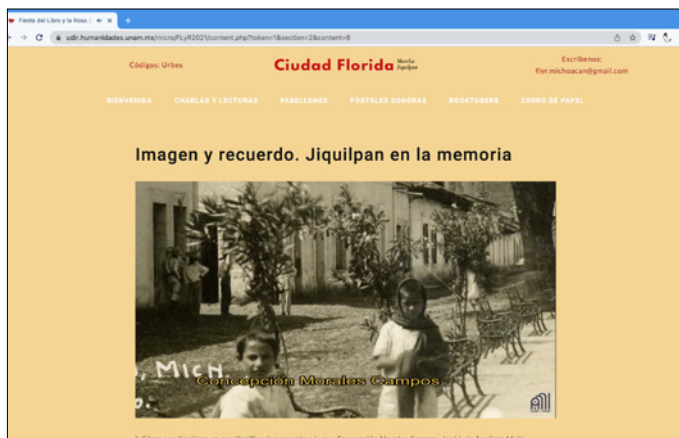 Fiesta del Libro y la Rosa 2
udir.humanidades.unam.mx/micro/FLyR2021/content.php?token=1&section=2&content=6
Códigos: Urbes
Ciudad Florida Morelia Jiquilpan
Escríbenos:
flyr.michoacan@gmail.com
BIENVENIDA CHARLAS Y LECTURAS PABELLONES POSTALES SONORAS BOOKTUBERS ZERRO DE PAPEL
Imagen y recuerdo. Jiquilpan en la memoria
MICH.
Concepción Morales Campos